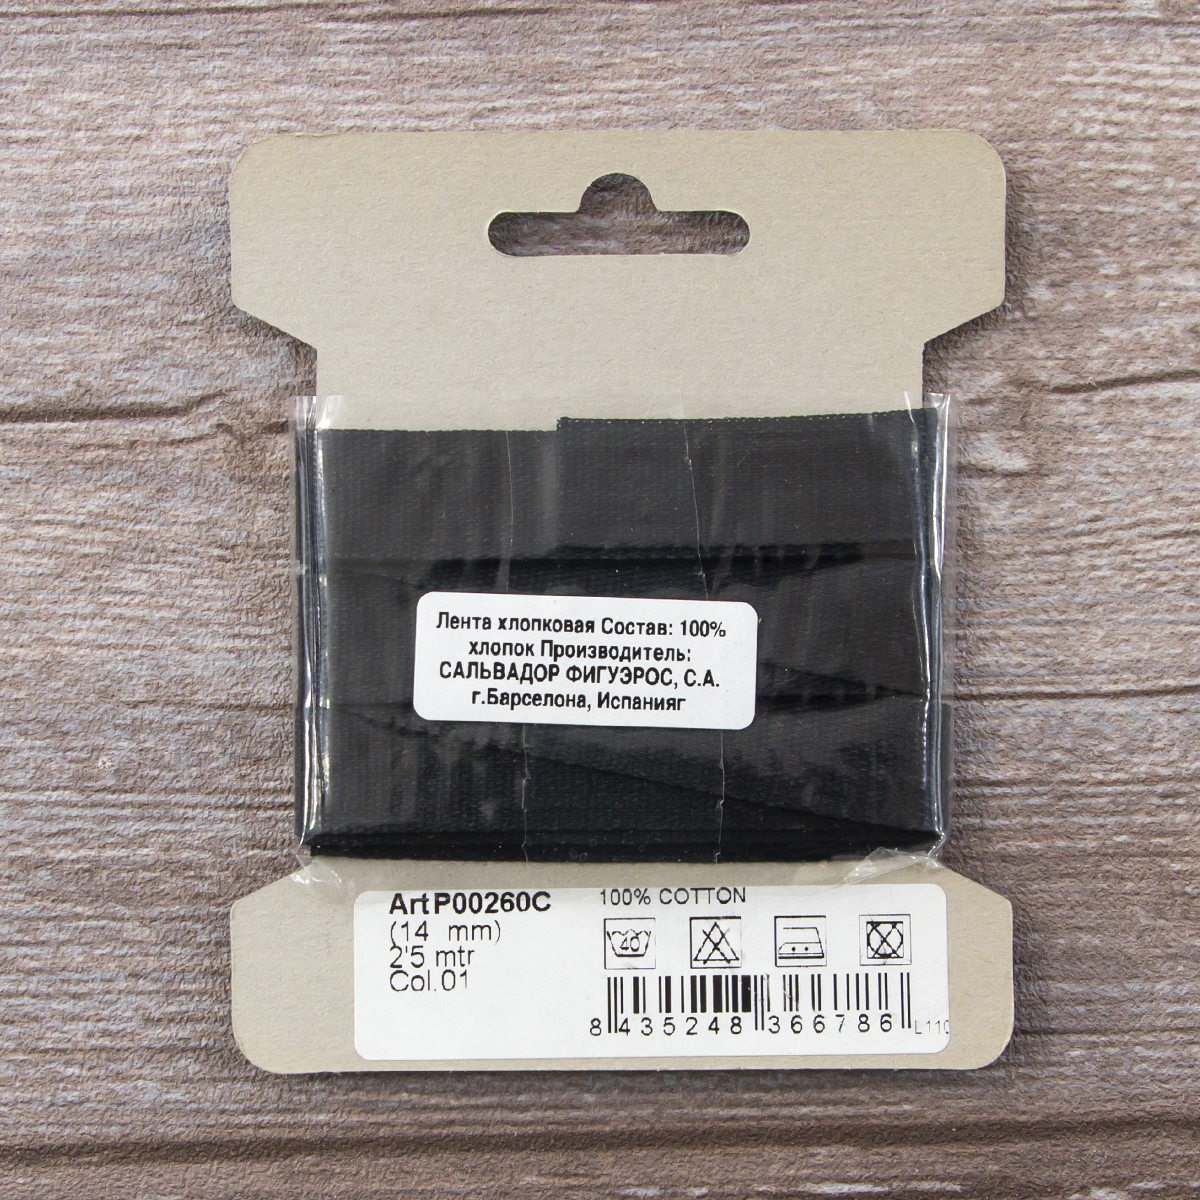 Лента хлопковая Состав: 100%
хлопок Производитель:
САЛЬВАДОР ФИГУЭРОС, С.А.
г.Барселона, Испанияг
Art P00260C
(14 mm)
2'5 mtr
Col.01
100% COTTON
40
8 435248 366786
L110